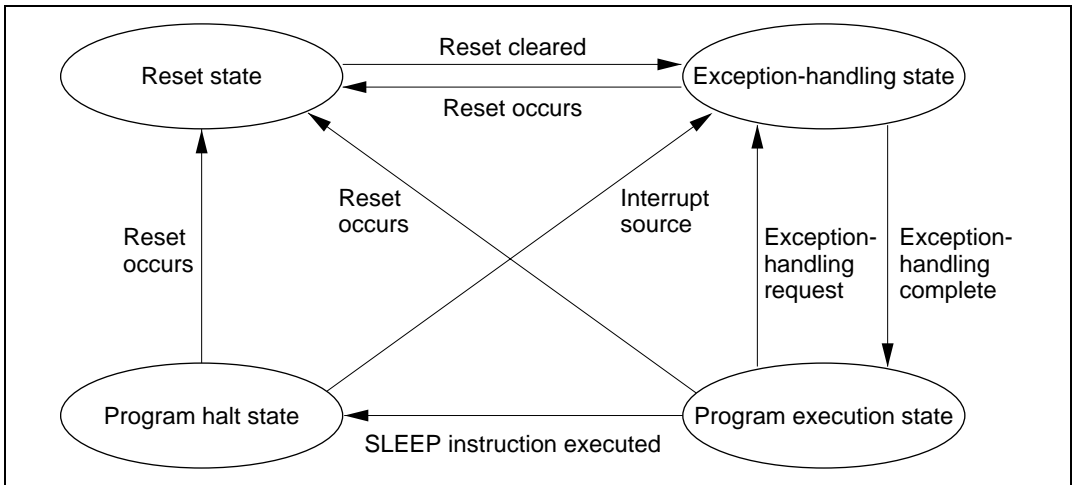 Reset cleared
Reset state
Exception-handling state
Reset occurs
Reset
occurs
Interrupt
source
Reset
occurs
Exception-
handling
request
Exception-
handling
complete
Program halt state
Program execution state
SLEEP instruction executed